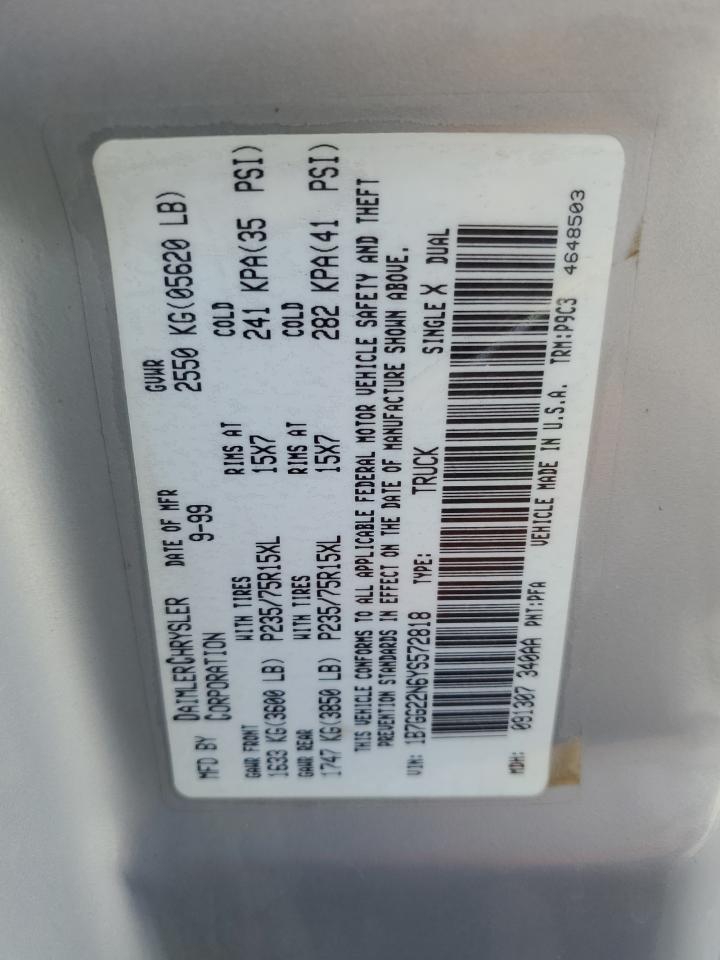 MFD BY DAIMLERCHRYSLER DATE OF MFR GVWR
CORPORATION 9-99 2550 KG(05620 LB)
GAWR FRONT WITH TIRES RIMS AT COLD
1633 KG(3600 LB) P235/75R15XL 15X7 241 KPA(35 PSI)
GAWR REAR WITH TIRES RIMS AT COLD
1747 KG(3850 LB) P235/75R15XL 15X7 282 KPA(41 PSI)
THIS VEHICLE CONFORMS TO ALL APPLICABLE FEDERAL MOTOR VEHICLE SAFETY AND THEFT
PREVENTION STANDARDS IN EFFECT ON THE DATE OF MANUFACTURE SHOWN ABOVE.
VIN: 1B7GG22N6YS572818 TYPE: TRUCK SINGLE X DUAL
MDH: 091307 340AA PNT:PFA VEHICLE MADE IN U.S.A. TRM:P9C3 4648503